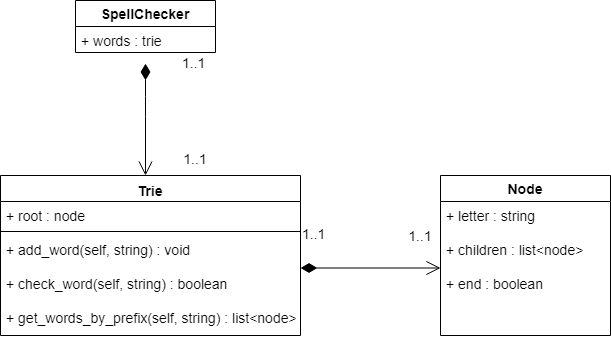 SpellChecker
+ words : trie
1..1
1..1
Trie
+ root : node
+ add_word(self, string) : void
+ check_word(self, string) : boolean
+ get_words_by_prefix(self, string) : list<node>
1..1
1..1
Node
+ letter : string
+ children : list<node>
+ end : boolean